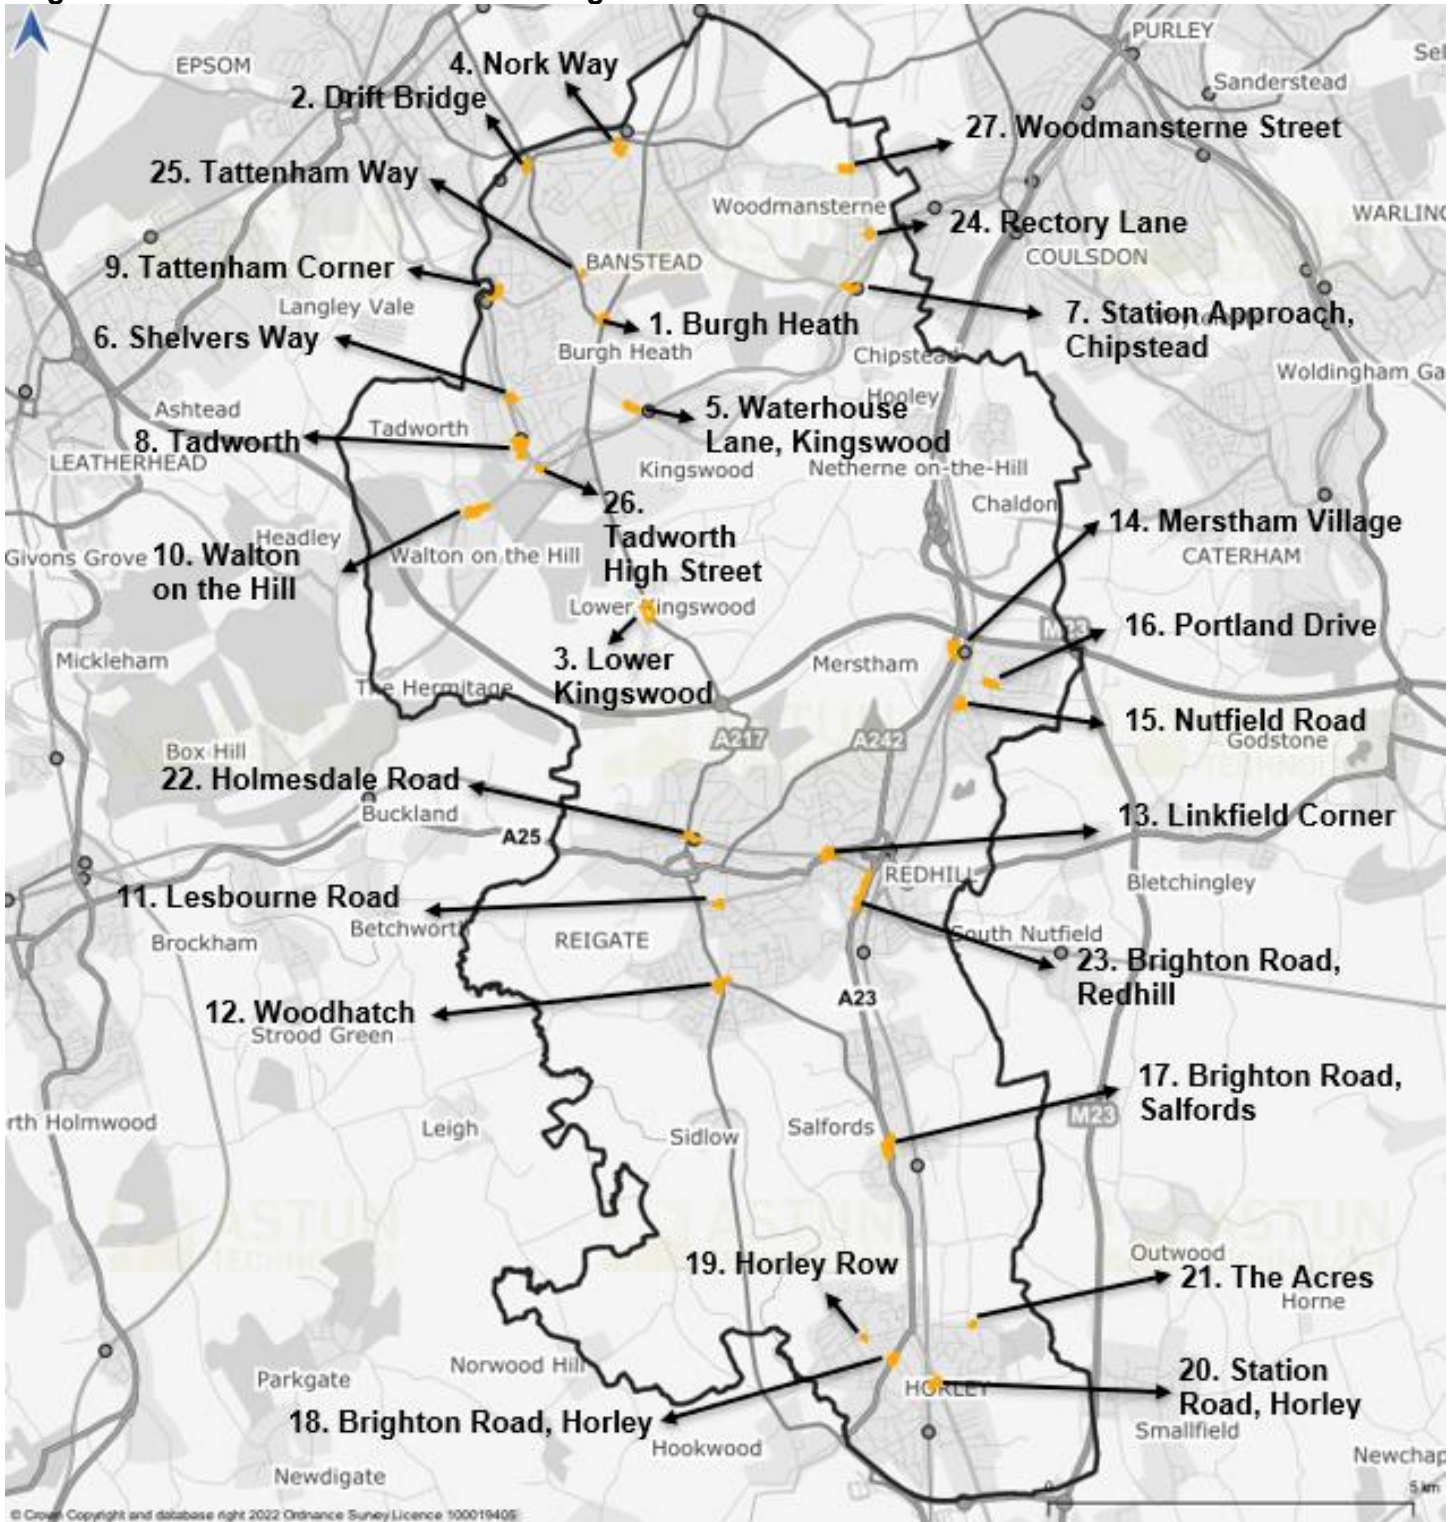 PURLEY
EPSOM
4. Nork Way
Sanderstead
2. Drift Bridge
27. Woodmansterne Street
25. Tattenham Way
Woodmansterne
24. Rectory Lane
COULSDON
BANSTEAD
9. Tattenham Corner
Langley Vale
6. Shelvers Way
1. Burgh Heath
7. Station Approach,
Chipstead
Burgh Heath
Chipstead
Woldingham Ga
Hooley
Ashtead
5. Waterhouse
Lane, Kingswood
Tadworth
8. Tadworth
LEATHERHEAD
Kingswood
Netherne on-the-Hill
Chaldon
26.
Tadworth
High Street
14. Merstham Village
CATERHAM
Headley
Givons Grove
10. Walton
on the Hill
Walton on the Hill
Lower Kingswood
M23
16. Portland Drive
3. Lower
Kingswood
Mickleham
Merstham
The Hermitage
15. Nutfield Road
Godstone
A217
A242
Box Hill
22. Holmesdale Road
Buckland
A25
13. Linkfield Corner
REDHILL
Bletchingley
11. Lesbourne Road
Betchworth
Brockham
REIGATE
South Nutfield
23. Brighton Road,
Redhill
A23
12. Woodhatch
Strood Green
17. Brighton Road,
Salfords
M23
rth Holmwood
Leigh
Sidlow
Salfords
ASTUN
TECHNOLOGY
ASTUN
ASTUN
Outwood
19. Horley Row
21. The Acres
Horne
Norwood Hill
Parkgate
HORLEY
20. Station
Road, Horley
18. Brighton Road, Horley
Hookwood
Smallfield
Newchap
Newdigate
0
5 km
© Crown Copyright and database right 2022 Ordnance Survey Licence 100019405